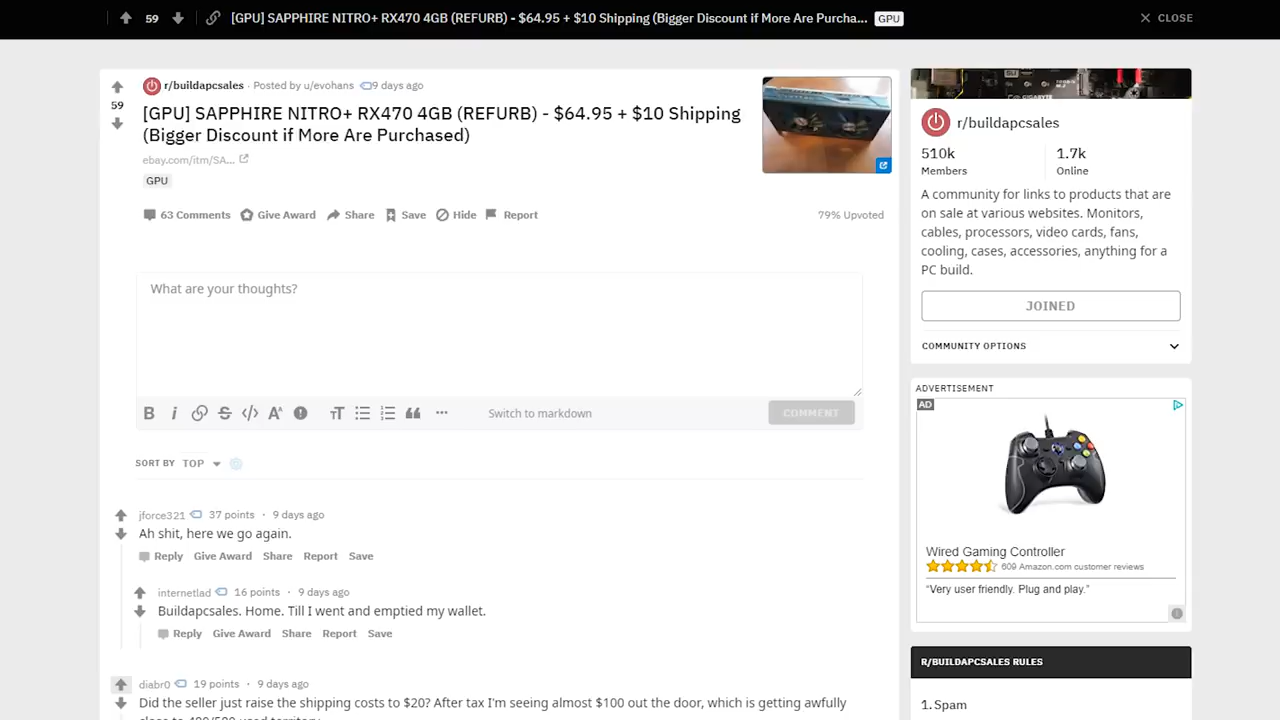 59
[GPU] SAPPHIRE NITRO+ RX470 4GB (REFURB) - $64.95 + $10 Shipping (Bigger Discount if More Are Purcha...
GPU
CLOSE
r/buildapcsales · Posted by u/evohans 9 days ago
59
[GPU] SAPPHIRE NITRO+ RX470 4GB (REFURB) - $64.95 + $10 Shipping
(Bigger Discount if More Are Purchased)
ebay.com/itm/SA...
GPU
63 Comments Give Award Share Save Hide Report
79% Upvoted
What are your thoughts?
Switch to markdown
COMMENT
SORT BY TOP
jforce321 37 points · 9 days ago
Ah shit, here we go again.
Reply Give Award Share Report Save
internetlad 16 points · 9 days ago
Buildapcsales. Home. Till I went and emptied my wallet.
Reply Give Award Share Report Save
diabr0 19 points · 9 days ago
Did the seller just raise the shipping costs to $20? After tax I'm seeing almost $100 out the door, which is getting awfully
GIGABYTE
r/buildapcsales
510k
Members
1.7k
Online
A community for links to products that are
on sale at various websites. Monitors,
cables, processors, video cards, fans,
cooling, cases, accessories, anything for a
PC build.
JOINED
COMMUNITY OPTIONS
ADVERTISEMENT
AD
Wired Gaming Controller
609 Amazon.com customer reviews
“Very user friendly. Plug and play.”
R/BUILDAPCSALES RULES
1. Spam